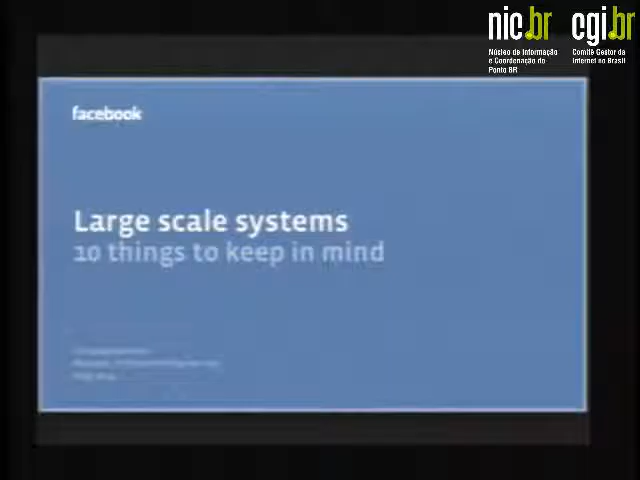 nic.br cgi.br
Núcleo de Informação
e Coordenação do
Ponto BR
Comitê Gestor da
Internet no Brasil
facebook
Large scale systems
10 things to keep in mind